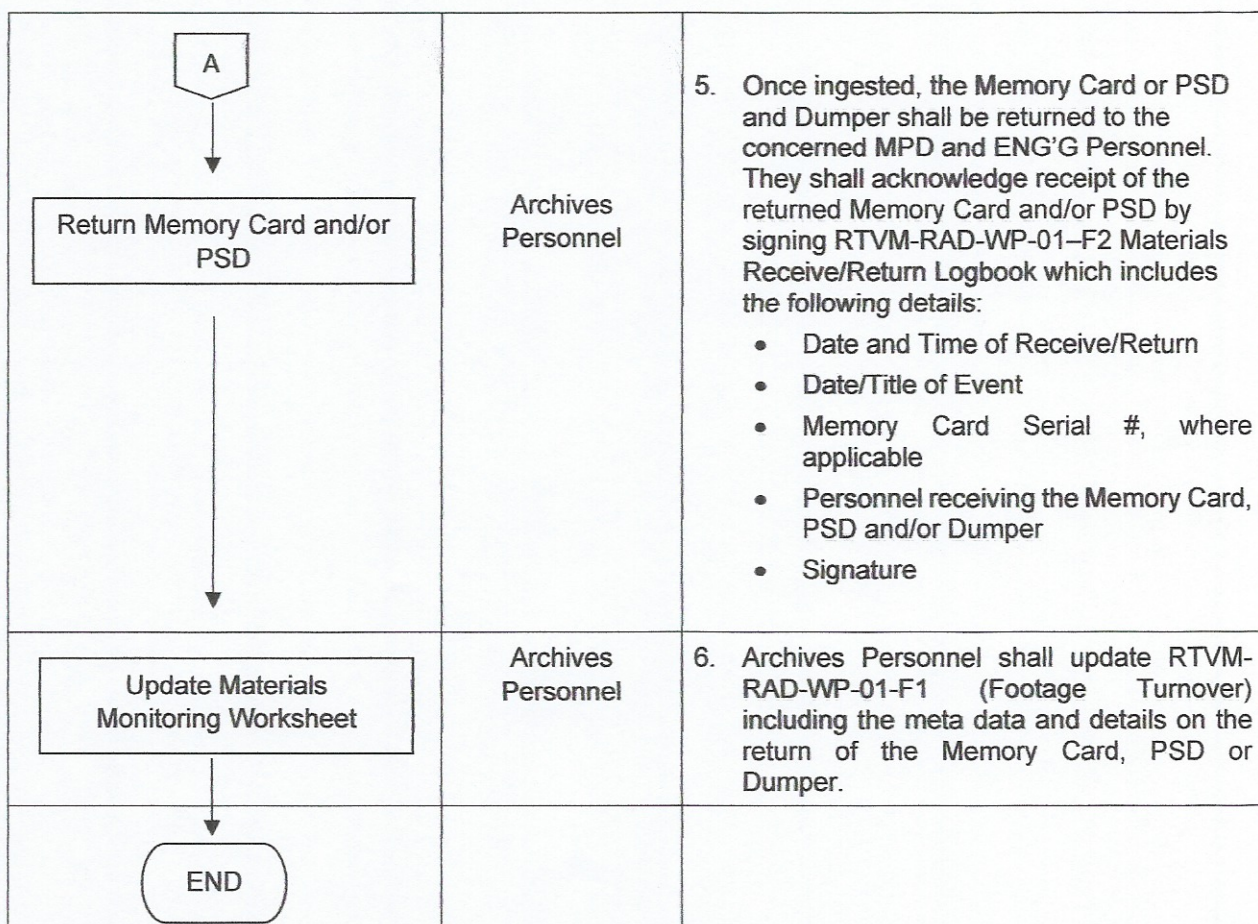 A
Return Memory Card and/or
PSD
Archives
Personnel
5. Once ingested, the Memory Card or PSD
and Dumper shall be returned to the
concerned MPD and ENG'G Personnel.
They shall acknowledge receipt of the
returned Memory Card and/or PSD by
signing RTVM-RAD-WP-01–F2 Materials
Receive/Return Logbook which includes
the following details:
• Date and Time of Receive/Return
• Date/Title of Event
• Memory Card Serial #, where
applicable
• Personnel receiving the Memory Card,
PSD and/or Dumper
• Signature
Update Materials
Monitoring Worksheet
Archives
Personnel
6. Archives Personnel shall update RTVM-
RAD-WP-01-F1 (Footage Turnover)
including the meta data and details on the
return of the Memory Card, PSD or
Dumper.
END